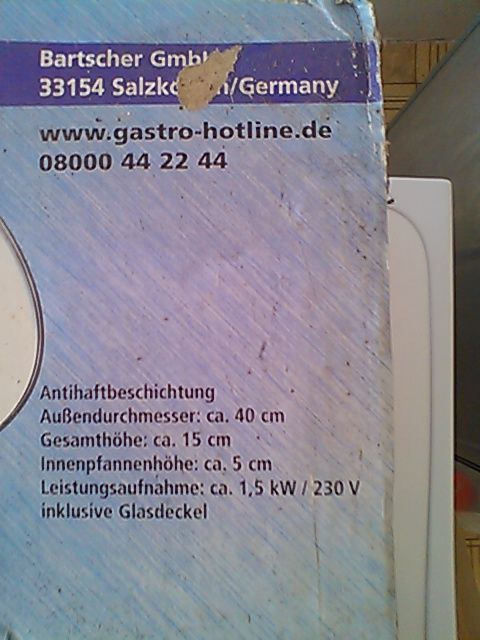 Bartscher GmbH
33154 Salzkotten/Germany
www.gastro-hotline.de
08000 44 22 44
Antihaftbeschichtung
Außendurchmesser: ca. 40 cm
Gesamthöhe: ca. 15 cm
Innenpfannenhöhe: ca. 5 cm
Leistungsaufnahme: ca. 1,5 kW / 230 V
inklusive Glasdeckel